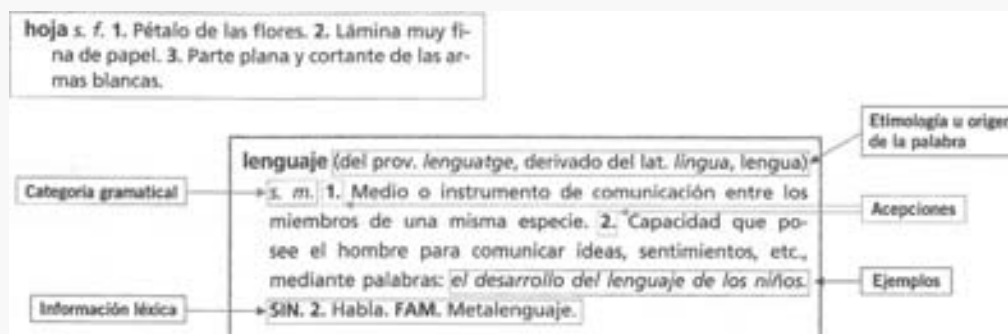 hoja s. f. 1. Pétalo de las flores. 2. Lámina muy fi-
na de papel. 3. Parte plana y cortante de las ar-
mas blancas.
Etimología u origen
de la palabra
lenguaje (del prov. lenguatge, derivado del lat. lingua, lengua)
Categoria gramatical
s. m. 1. Medio o instrumento de comunicación entre los
miembros de una misma especie. 2. Capacidad que po-
Acepciones
see el hombre para comunicar ideas, sentimientos, etc.,
mediante palabras: el desarrollo del lenguaje de los niños.
Ejemplos
Información léxica
SIN. 2. Habla. FAM. Metalenguaje.